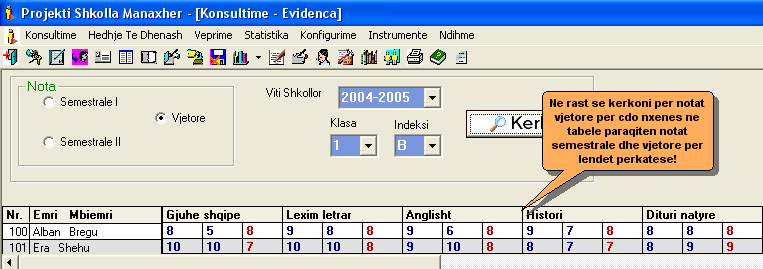 Projekti Shkolla Manaxher - [Konsultime - Evidenca]
Konsultime Hedhje Te Dhenash Veprime Statistika Konfigurime Instrumente Ndihme
Nota
Semestrale I
Vjetore
Semestrale II
Viti Shkollor 2004-2005
Klasa Indeksi
1 B
Kerk
Ne rast se kerkoni per notat
vjetore per cdo nxenes ne
tabele paraqiten notat
semestrale dhe vjetore per
lendet perkatese!
Nr. Emri Mbiemri Gjuhe shqipe Lexim letrar Anglisht Histori Dituri natyre
100 Alban Bregu 8 5 8 9 8 8 9 6 8 9 7 8 8 8 8
101 Era Shehu 10 10 7 10 10 8 9 10 8 8 7 7 8 9 9